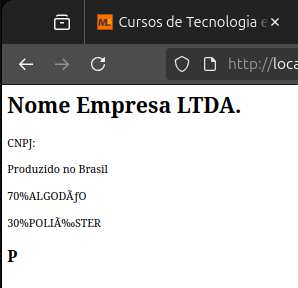 Cursos de Tecnologia e
http://loca
Nome Empresa LTDA.
CNPJ:
Produzido no Brasil
70%ALGODÃƒO
30%POLIÃ‰STER
P